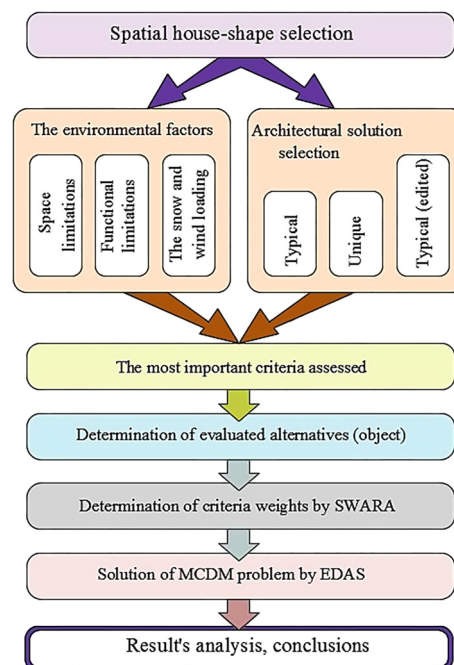 Spatial house-shape selection
The environmental factors
Space
limitations
Functional
limitations
The snow and
wind loading
Architectural solution
selection
Typical
Unique
Typical (edited)
The most important criteria assessed
Determination of evaluated alternatives (object)
Determination of criteria weights by SWARA
Solution of MCDM problem by EDAS
Result's analysis, conclusions